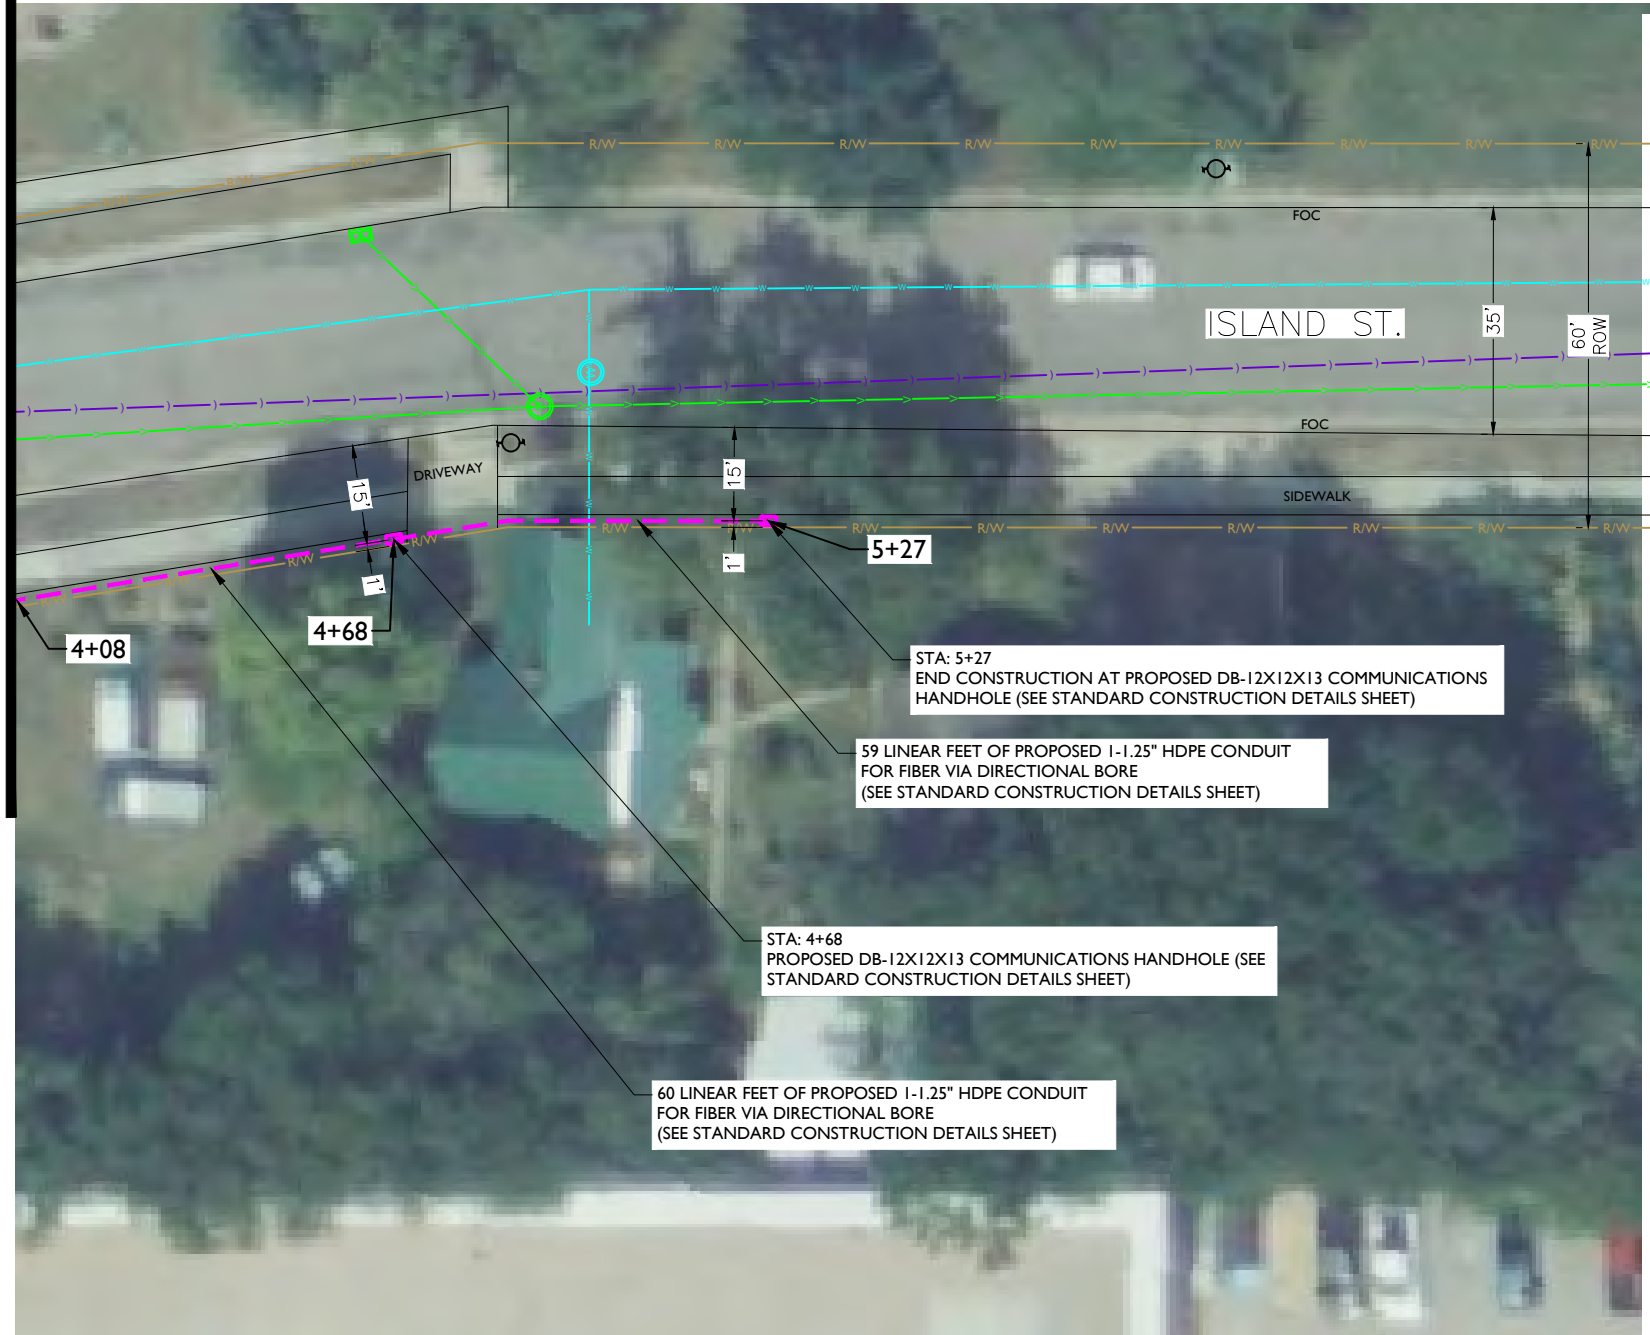 R/W R/W R/W R/W R/W R/W R/W R/W R/W
R/W
R/W
R/W
FOC
W W W W W W W W W W W W
ISLAND ST.
35'
60'
ROW
FOC
DRIVEWAY
15'
15'
SIDEWALK
R/W R/W R/W R/W R/W R/W R/W R/W R/W
R/W
R/W
1'
1'
5+27
4+68
4+08
STA: 5+27
END CONSTRUCTION AT PROPOSED DB-12X12X13 COMMUNICATIONS
HANDHOLE (SEE STANDARD CONSTRUCTION DETAILS SHEET)
59 LINEAR FEET OF PROPOSED 1-1.25" HDPE CONDUIT
FOR FIBER VIA DIRECTIONAL BORE
(SEE STANDARD CONSTRUCTION DETAILS SHEET)
STA: 4+68
PROPOSED DB-12X12X13 COMMUNICATIONS HANDHOLE (SEE
STANDARD CONSTRUCTION DETAILS SHEET)
60 LINEAR FEET OF PROPOSED 1-1.25" HDPE CONDUIT
FOR FIBER VIA DIRECTIONAL BORE
(SEE STANDARD CONSTRUCTION DETAILS SHEET)